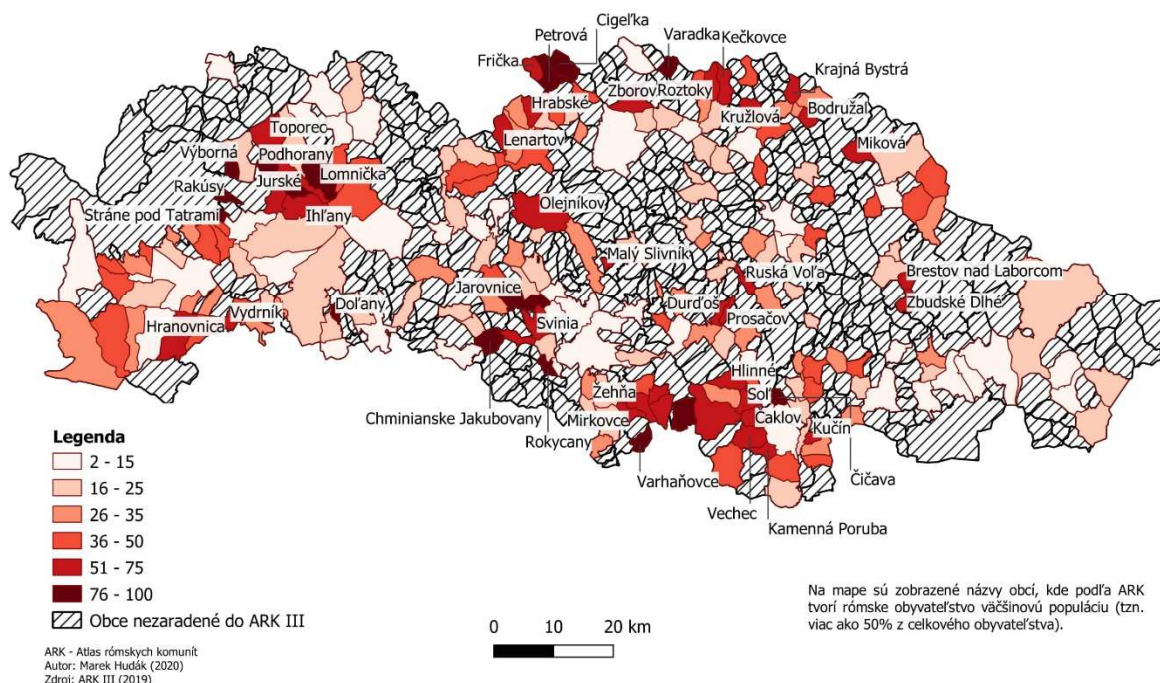 Cigeľka
Petrová
Varadka
Kečkovce
Frička
Krajná Bystrá
Zborov
Roztoky
Hrabské
Bodružal
Kružlová
Toporec
Lenartov
Miková
Výborná
Podhorany
Lomnička
Rakúsy
Jurské
Stráne pod Tatrami
Ihľany
Olejníkov
Malý Slivník
Ruská Voľa
Brestov nad Laborcom
Jarovnice
Durďoš
Zbudské Dlhé
Vydrník
Doľany
Hranovnica
Svinia
Prosačov
Hlinné
Žehňa
Soľ
Chminianske Jakubovany
Mirkovce
Čaklov
Kučín
Rokycany
Varhaňovce
Čičava
Vechec
Kamenná Poruba
Legenda
2 - 15
16 - 25
26 - 35
36 - 50
51 - 75
76 - 100
Obce nezaradené do ARK III
ARK - Atlas rómskych komunít
Autor: Marek Hudák (2020)
Zdroj: ARK III (2019)
0 10 20 km
Na mape sú zobrazené názvy obcí, kde podľa ARK
tvorí rómske obyvateľstvo väčšinovú populáciu (tzn.
viac ako 50% z celkového obyvateľstva).